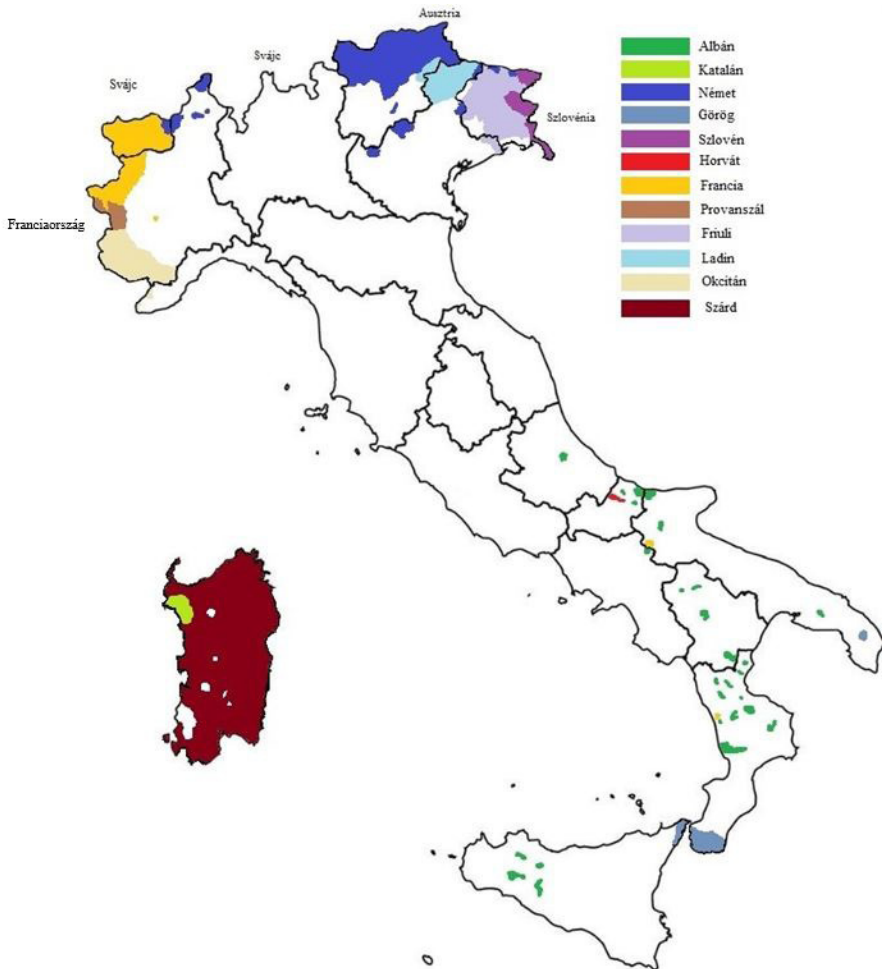 Ausztria
Svájc
Svájc
Szlovénia
Franciaország
Albán
Katalán
Német
Görög
Szlovén
Horvát
Francia
Provanszál
Friuli
Ladin
Okcitán
Szárd